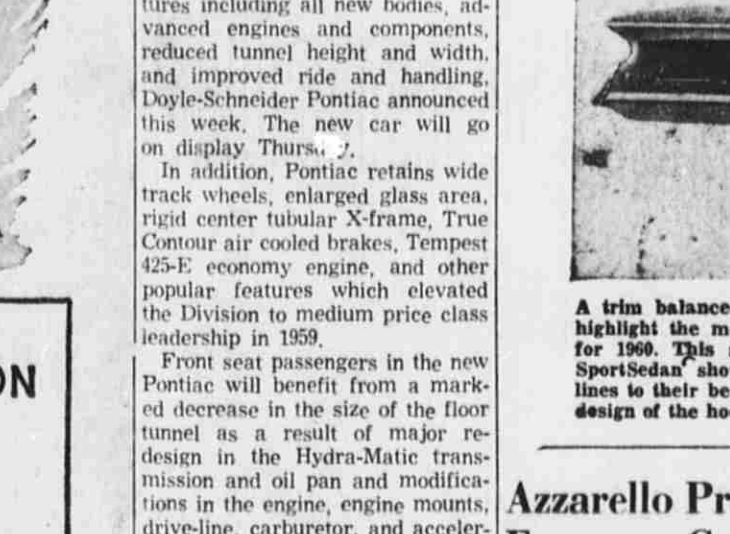 tures including all new bodies, ad-
vanced engines and components,
reduced tunnel height and width,
and improved ride and handling,
Doyle-Schneider Pontiac announced
this week. The new car will go
on display
In addition, Pontiac retains wide
track wheels, enlarged glass area,
rigid center tubular X-frame, True
Contour air cooled brakes, Tempest
425-E economy engine, and other
popular features which elevated
the Division to medium price class
leadership in 1959.
Front seat passengers in the new
Pontiac will benefit from a mark-
ed decrease in the size of the floor
tunnel as a result of major re-
design in the Hydra-Matic trans-
mission and oil pan and modifica-
tions in the engine, engine mounts,
drive-line, carburetor, and acceler-
ON
A trim balance
highlight the m
for 1960. This
SportSedan sho
lines to their be
design of the ho
Azzarello Pr